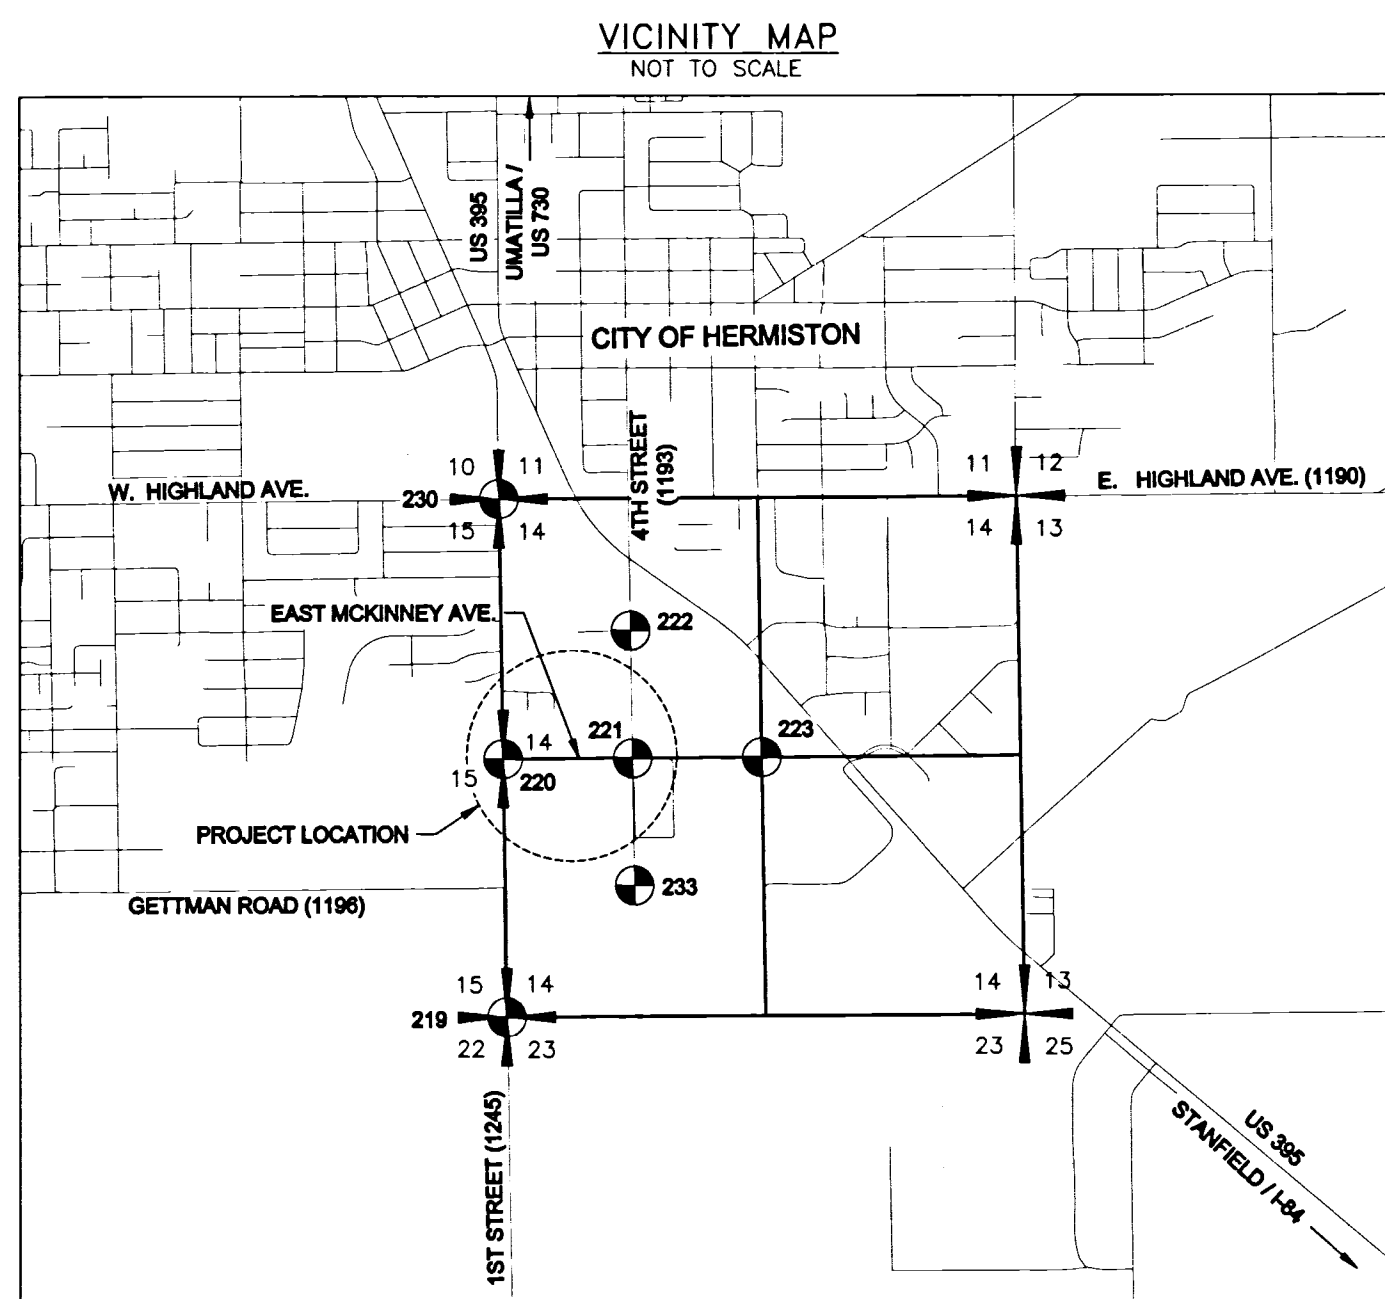 VICINITY MAP
NOT TO SCALE
US 395
UMATILLA /
US 730
CITY OF HERMISTON
4TH STREET
(1193)
10 11
11 12
W. HIGHLAND AVE.
230
E. HIGHLAND AVE. (1190)
15 14
14 13
EAST MCKINNEY AVE.
222
221
223
14
15
220
PROJECT LOCATION
233
GETTMAN ROAD (1196)
15 14
14 13
219
22 23
23 25
1ST STREET (1245)
US 395
STANFIELD / I-84